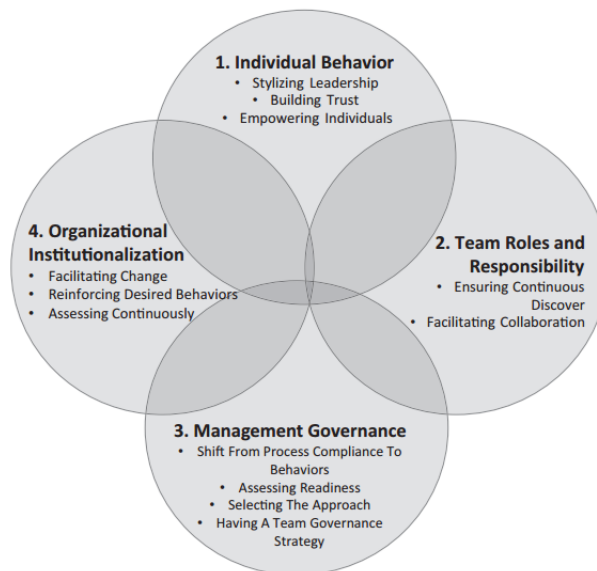 1. Individual Behavior
• Stylizing Leadership
• Building Trust
• Empowering Individuals
4. Organizational
Institutionalization
• Facilitating Change
• Reinforcing Desired Behaviors
• Assessing Continuously
2. Team Roles and
Responsibility
• Ensuring Continuous
Discover
• Facilitating Collaboration
3. Management Governance
• Shift From Process Compliance To
Behaviors
• Assessing Readiness
• Selecting The Approach
• Having A Team Governance
Strategy